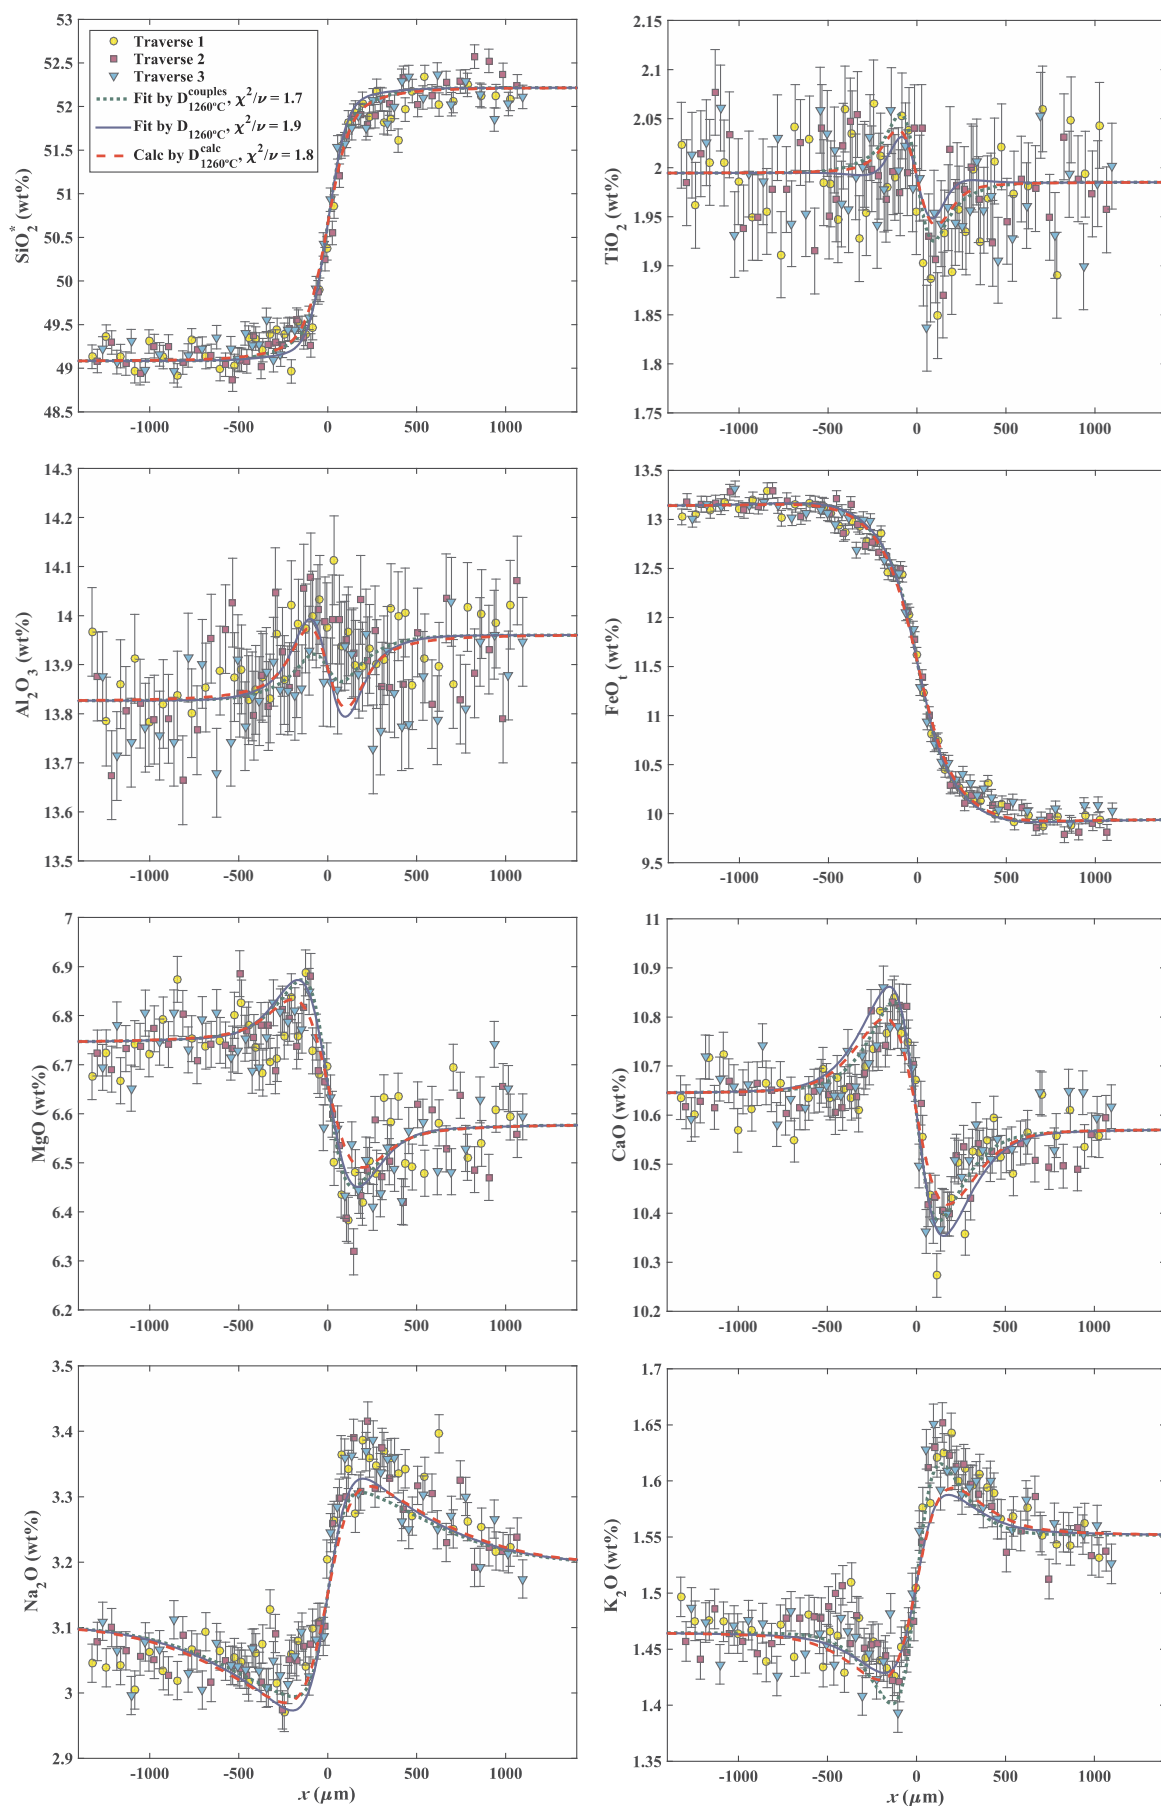 53
52.5
52
51.5
51
50.5
50
49.5
49
48.5
SiO₂* (wt%)
Traverse 1
Traverse 2
Traverse 3
Fit by D^couples_1260°C, χ²/ν = 1.7
Fit by D_1260°C, χ²/ν = 1.9
Calc by D^calc_1260°C, χ²/ν = 1.8
-1000 -500 0 500 1000
2.15
2.1
2.05
2
1.95
1.9
1.85
1.8
1.75
TiO₂ (wt%)
-1000 -500 0 500 1000
14.3
14.2
14.1
14
13.9
13.8
13.7
13.6
13.5
Al₂O₃ (wt%)
-1000 -500 0 500 1000
13.5
13
12.5
12
11.5
11
10.5
10
9.5
FeOₜ (wt%)
-1000 -500 0 500 1000
7
6.9
6.8
6.7
6.6
6.5
6.4
6.3
6.2
MgO (wt%)
-1000 -500 0 500 1000
11
10.9
10.8
10.7
10.6
10.5
10.4
10.3
10.2
CaO (wt%)
-1000 -500 0 500 1000
3.5
3.4
3.3
3.2
3.1
3
2.9
Na₂O (wt%)
-1000 -500 0 500 1000
x (μm)
1.7
1.65
1.6
1.55
1.5
1.45
1.4
1.35
K₂O (wt%)
-1000 -500 0 500 1000
x (μm)